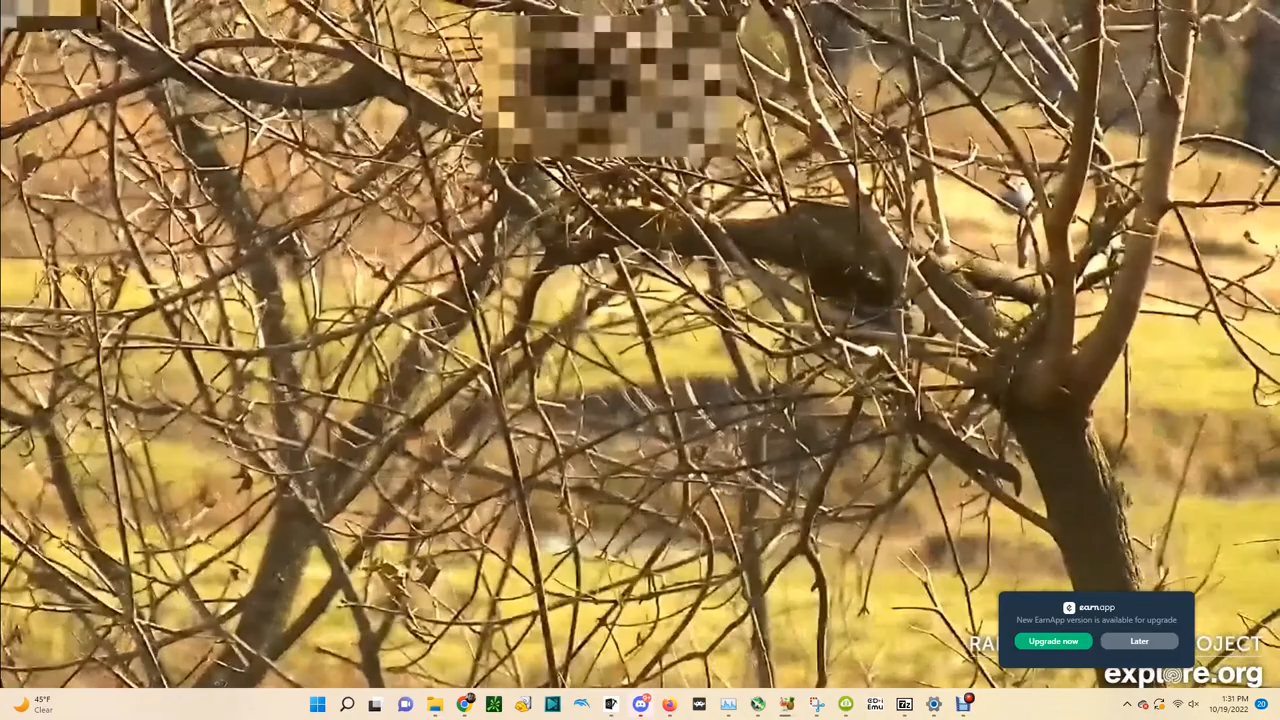 earnapp
New EarnApp version is available for upgrade
Upgrade now
Later
RA
OJECT
explore.org
45°F
Clear
1:31 PM
10/19/2022
20